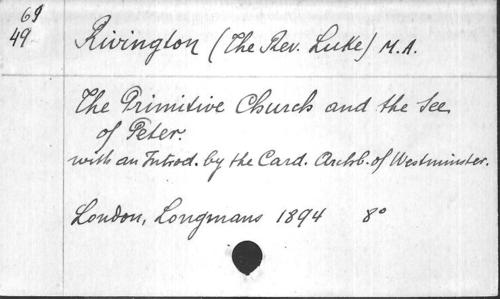 69
49
Rivington (The Rev. Luke) M.A.
The Primitive Church and the See
of Peter.
with an Introd. by the Card. Archb. of Westminster.
London, Longmans 1894 8°